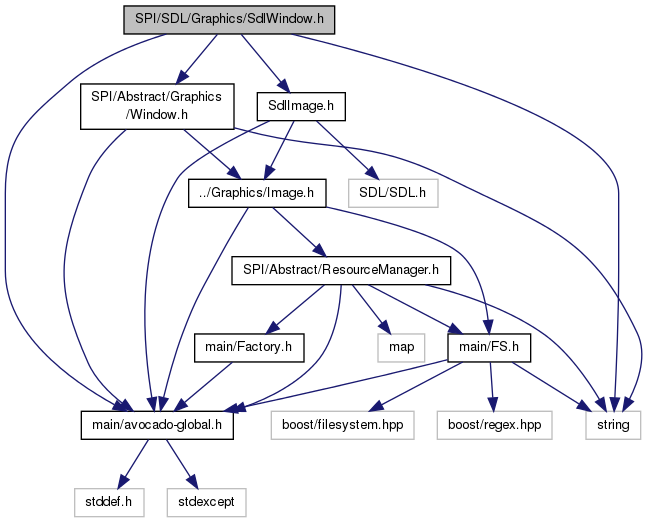 SPI/SDL/Graphics/SdlWindow.h
SPI/Abstract/Graphics
/Window.h
SdlImage.h
../Graphics/Image.h
SDL/SDL.h
SPI/Abstract/ResourceManager.h
main/Factory.h
map
main/FS.h
main/avocado-global.h
boost/filesystem.hpp
boost/regex.hpp
string
stddef.h
stdexcept